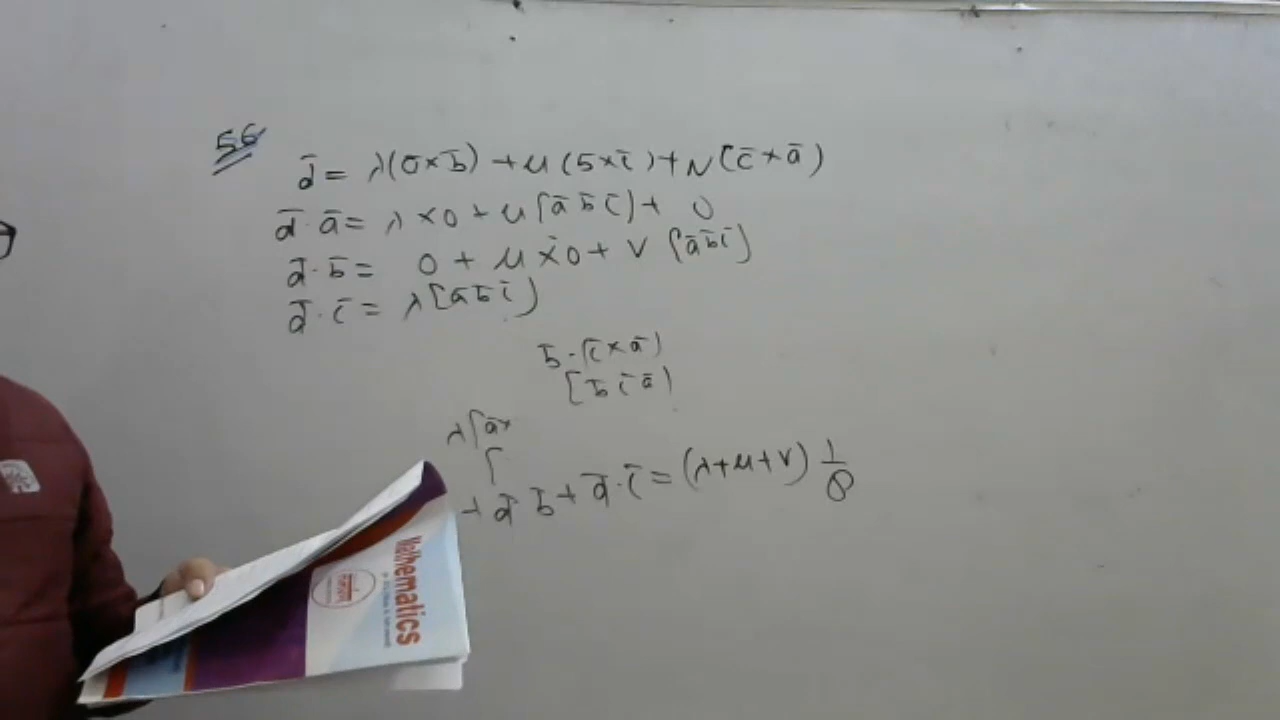 56
d̄ = λ(ā×b̄) + μ(b̄×c̄) + ν[c̄×ā)
d̄·ā = λ×0 + μ[ā b̄ c̄) + 0
d̄·b̄ = 0 + μ×0 + ν[ā b̄ c̄]
d̄·c̄ = λ[ā b̄ c̄)
b̄·(c̄×ā)
[b̄ c̄ ā)
λ[ā×
[
+ d̄·b̄ + d̄·c̄ = (λ+μ+ν) 1/8
Mathematics